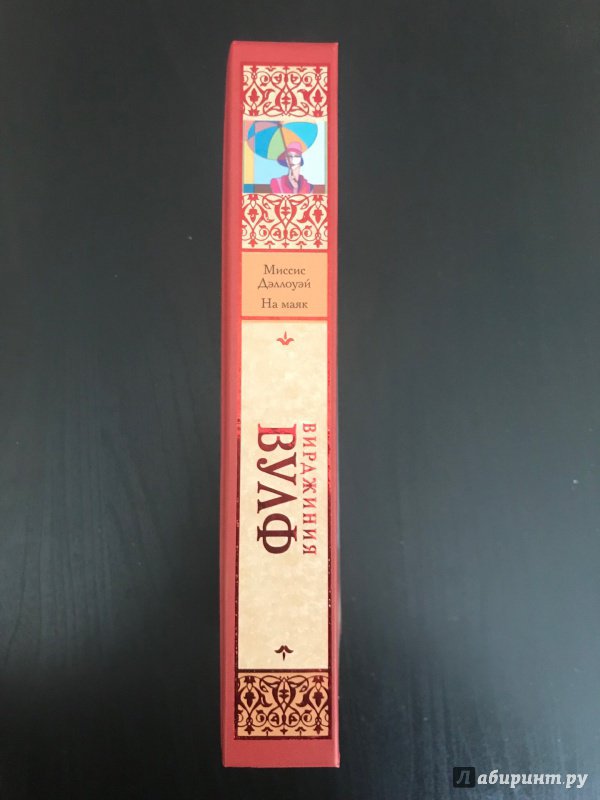 Миссис
Дэллоуэй
На маяк
ВИРДЖИНИЯ
ВУЛФ
Лабиринт.ру